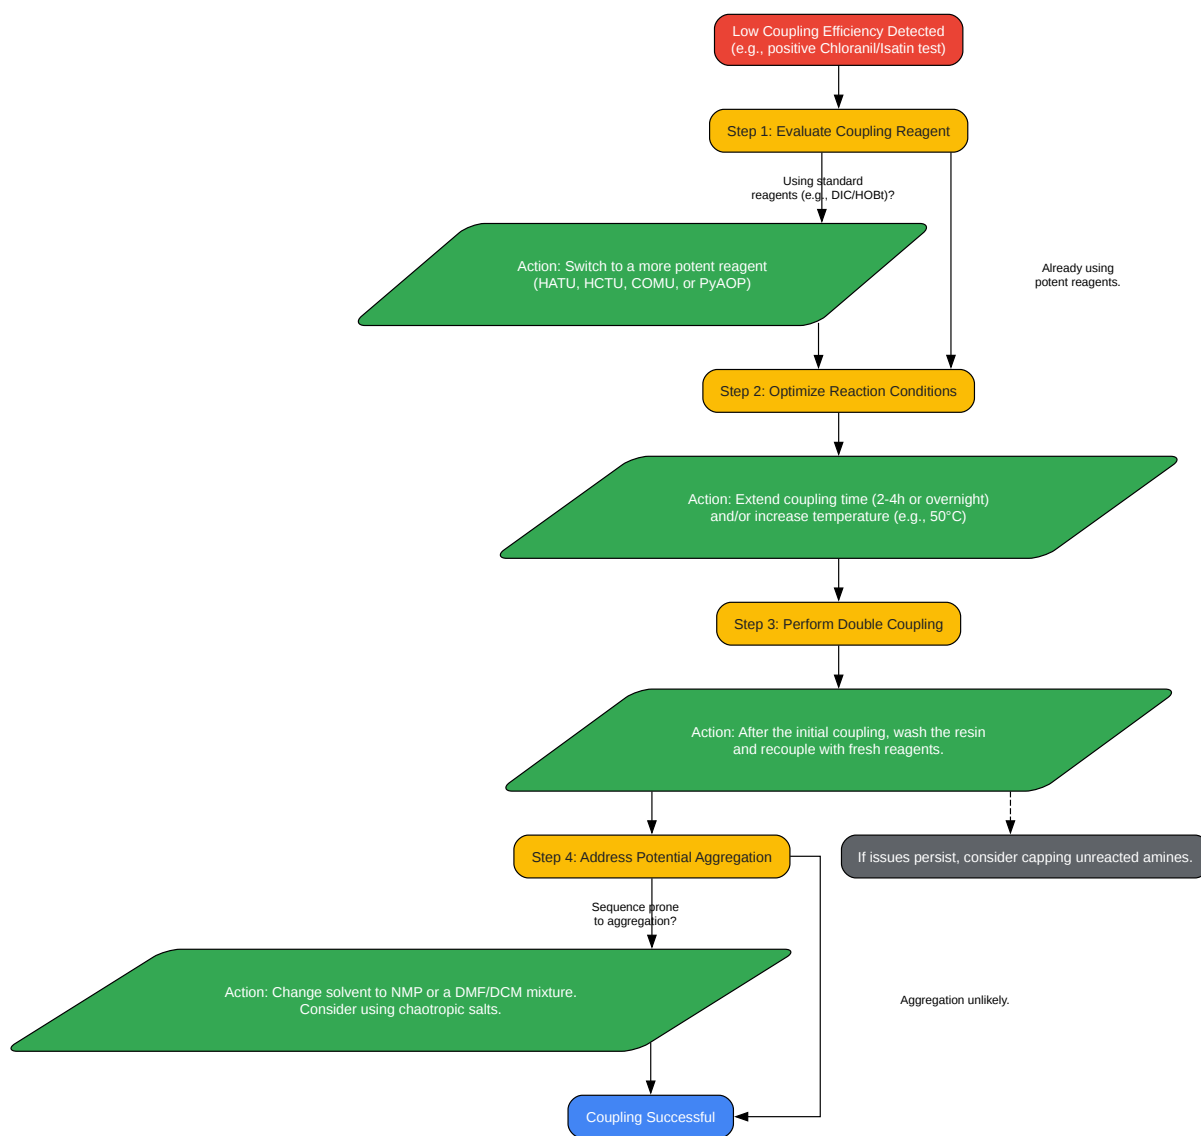 Low Coupling Efficiency Detected
(e.g., positive Chloranil/Isatin test)
Step 1: Evaluate Coupling Reagent
Using standard
reagents (e.g., DIC/HOBt)?
Action: Switch to a more potent reagent
(HATU, HCTU, COMU, or PyAOP)
Already using
potent reagents.
Step 2: Optimize Reaction Conditions
Action: Extend coupling time (2-4h or overnight)
and/or increase temperature (e.g., 50°C)
Step 3: Perform Double Coupling
Action: After the initial coupling, wash the resin
and recouple with fresh reagents.
Step 4: Address Potential Aggregation
If issues persist, consider capping unreacted amines.
Sequence prone
to aggregation?
Action: Change solvent to NMP or a DMF/DCM mixture.
Consider using chaotropic salts.
Aggregation unlikely.
Coupling Successful